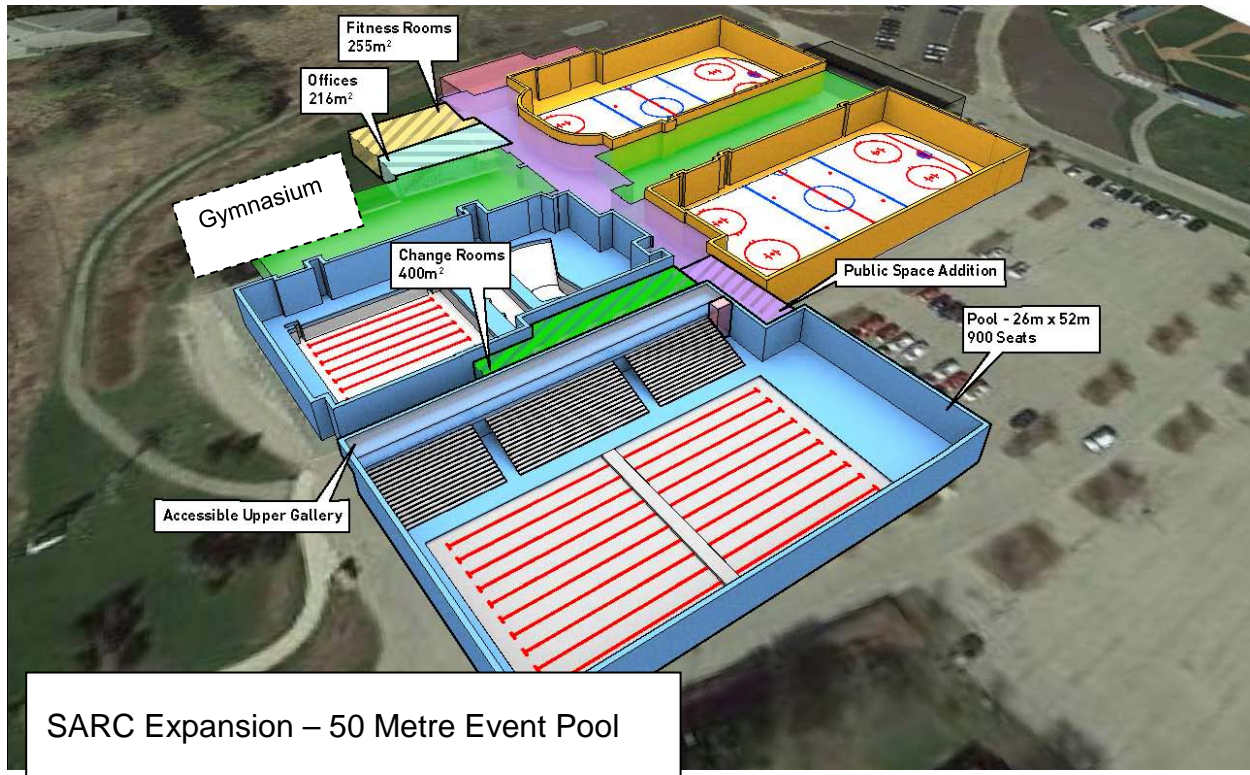 Fitness Rooms
255m²
Offices
216m²
Gymnasium
Change Rooms
400m²
Public Space Addition
Pool - 26m x 52m
900 Seats
Accessible Upper Gallery
SARC Expansion – 50 Metre Event Pool